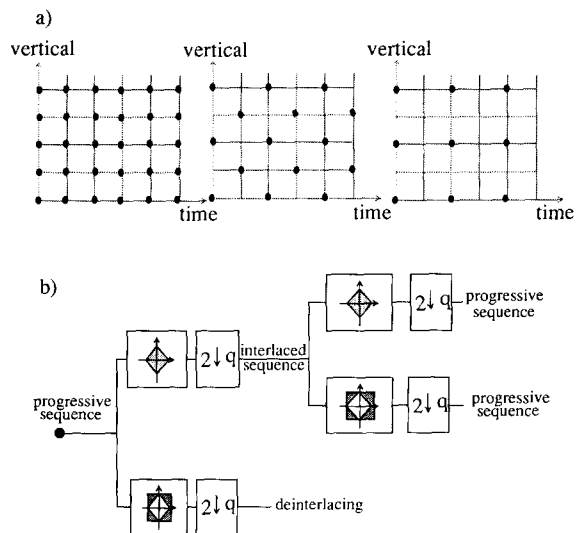 a)
vertical
vertical
vertical
time
time
time
b)
2↓q
progressive
sequence
2↓q
interlaced
sequence
progressive
sequence
2↓q
progressive
sequence
2↓q
deinterlacing